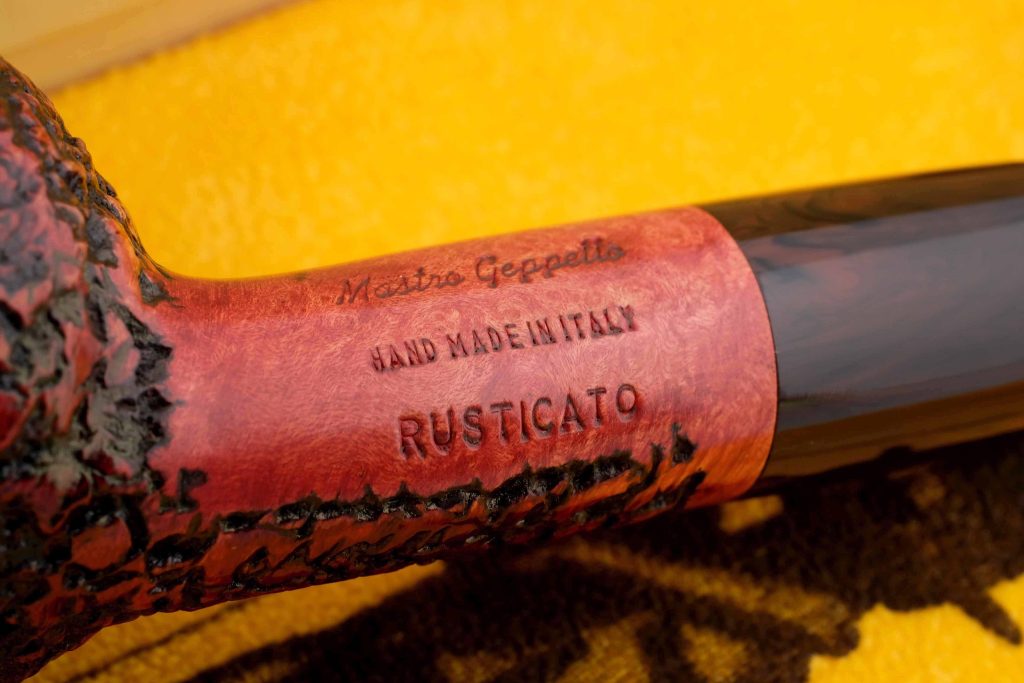 Mastro Geppetto
HAND MADE IN ITALY
RUSTICATO